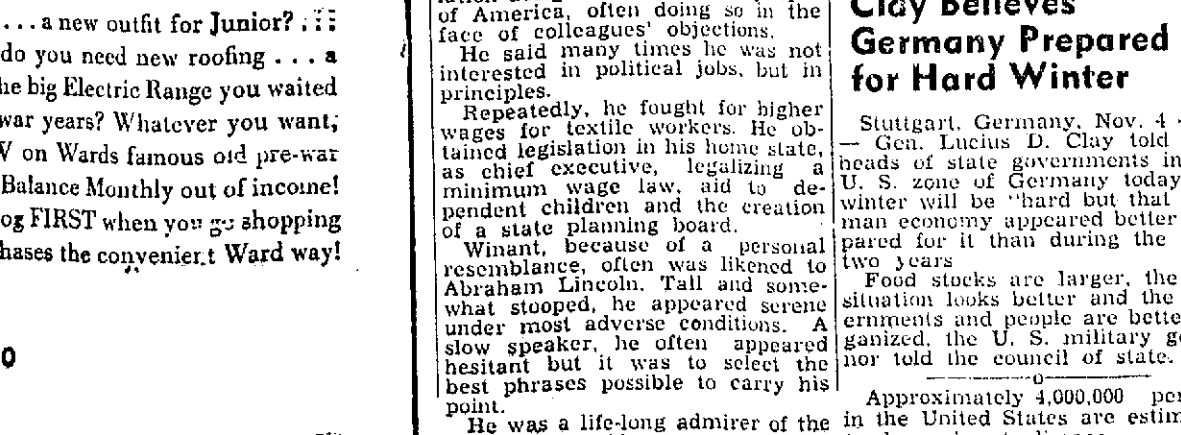 ... a new outfit for Junior?
do you need new roofing ... a
he big Electric Range you waited
war years? Whatever you want,
on Wards famous old pre-war
Balance Monthly out of income!
og FIRST when you go shopping
hases the convenient Ward way!
o
of America, often doing so in the
face of colleagues' objections.
He said many times he was not
interested in political jobs, but in
principles.
Repeatedly, he fought for higher
wages for textile workers. He ob-
tained legislation in his home state,
as chief executive, legalizing a
minimum wage law, aid to de-
pendent children and the creation
of a state planning board.
Winant, because of a personal
resemblance, often was likened to
Abraham Lincoln. Tall and some-
what stooped, he appeared serene
under most adverse conditions. A
slow speaker, he often appeared
hesitant but it was to select the
best phrases possible to carry his
point.
He was a life-long admirer of the
Clay Believes
Germany Prepared
for Hard Winter
Stuttgart, Germany, Nov. 4
— Gen. Lucius D. Clay told
heads of state governments in
U. S. zone of Germany today
winter will be "hard but that
man economy appeared better
pared for it than during the
two years
Food stocks are larger, the
situation looks better and the
ernments and people are bette
ganized, the U. S. military g
nor told the council of state.
o
Approximately 4,000,000 per
in the United States are estim